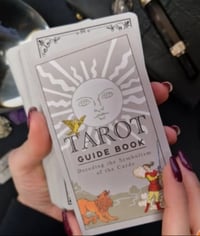 TAROT
GUIDE BOOK
Decoding the Symbolism
of the Cards